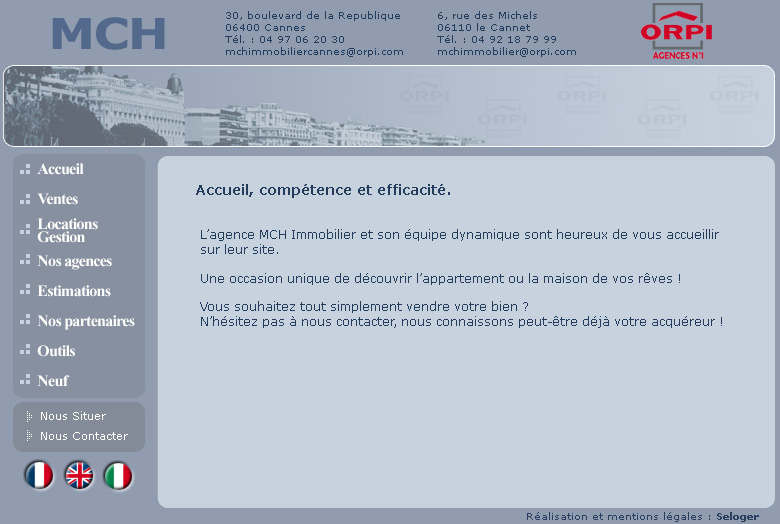 MCH
30, boulevard de la Republique
06400 Cannes
Tél. : 04 97 06 20 30
mchimmobiliercannes@orpi.com
6, rue des Michels
06110 le Cannet
Tél. : 04 92 18 79 99
mchimmobilier@orpi.com
ORPI
AGENCES N°1
ORPI
ORPI
ORPI
ORPI
ORPI
Accueil
Ventes
Locations
Gestion
Nos agences
Estimations
Nos partenaires
Outils
Neuf
Nous Situer
Nous Contacter
Accueil, compétence et efficacité.
L'agence MCH Immobilier et son équipe dynamique sont heureux de vous accueillir
sur leur site.
Une occasion unique de découvrir l'appartement ou la maison de vos rêves !
Vous souhaitez tout simplement vendre votre bien ?
N'hésitez pas à nous contacter, nous connaissons peut-être déjà votre acquéreur !
Réalisation et mentions légales : Seloger